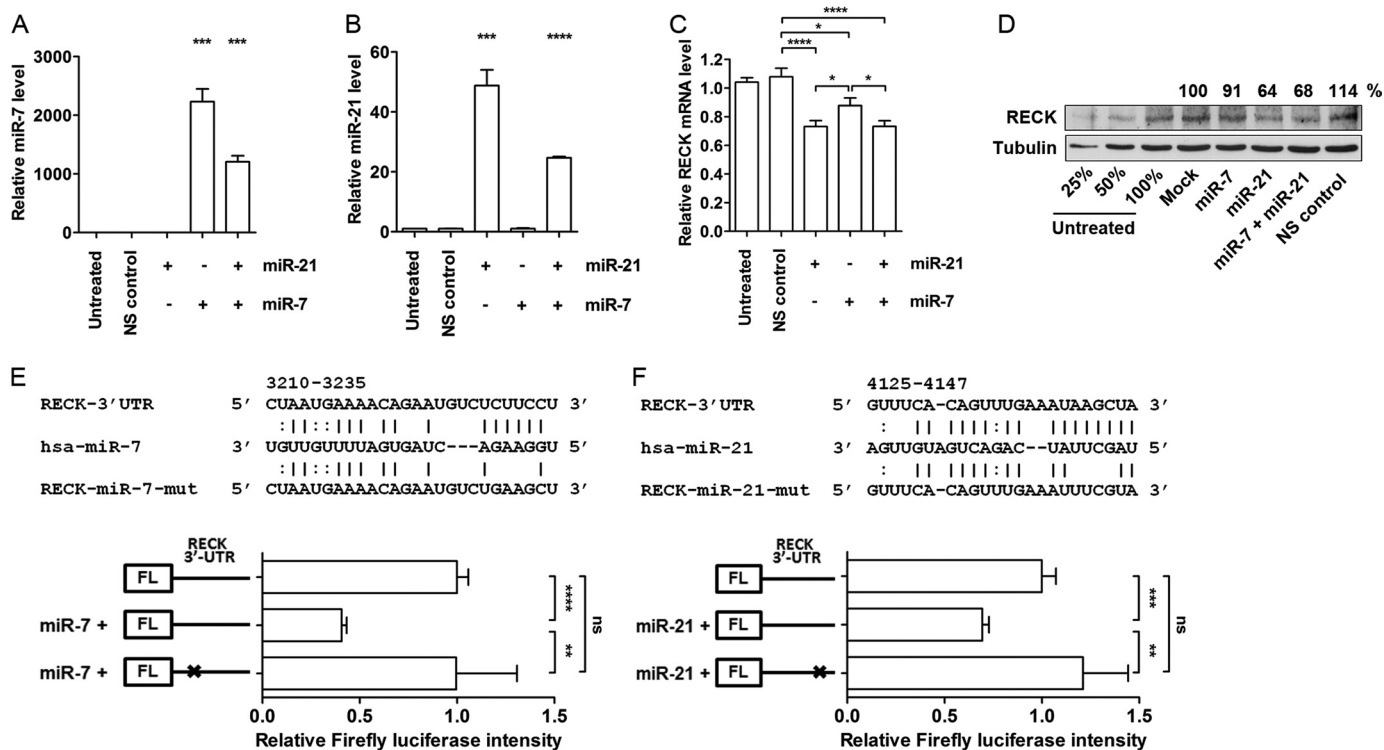 A
Relative miR-7 level
3000
2000
1000
0
*** ***
+ - + miR-21
- + + miR-7
Untreated
NS control
B
Relative miR-21 level
60
40
20
0
*** ****
+ - + miR-21
- + + miR-7
Untreated
NS control
C
Relative RECK mRNA level
1.2
1.0
0.8
0.6
0.4
0.2
0.0
****
*
****
* *
+ - + miR-21
- + + miR-7
Untreated
NS control
D
100 91 64 68 114 %
RECK
Tubulin
25% 50% 100% Mock miR-7 miR-21 miR-7 + miR-21 NS control
Untreated
E
3210-3235
RECK-3'UTR 5' CUAAUGAAAACAGAAUGUCUCUUCCU 3'
hsa-miR-7 3' UGUUGUUUUAGUGAUC---AGAAGGU 5'
RECK-miR-7-mut 5' CUAAUGAAAACAGAAUGUCUGAAGCU 3'
RECK
3'-UTR
FL
miR-7 + FL
miR-7 + FL
****
**
ns
0.0 0.5 1.0 1.5
Relative Firefly luciferase intensity
F
4125-4147
RECK-3'UTR 5' GUUUCA-CAGUUUGAAAUAAGCUA 3'
hsa-miR-21 3' AGUUGUAGUCAGAC--UAUUCGAU 5'
RECK-miR-21-mut 5' GUUUCA-CAGUUUGAAAUUUCGUA 3'
RECK
3'-UTR
FL
miR-21 + FL
miR-21 + FL
***
**
ns
0.0 0.5 1.0 1.5
Relative Firefly luciferase intensity